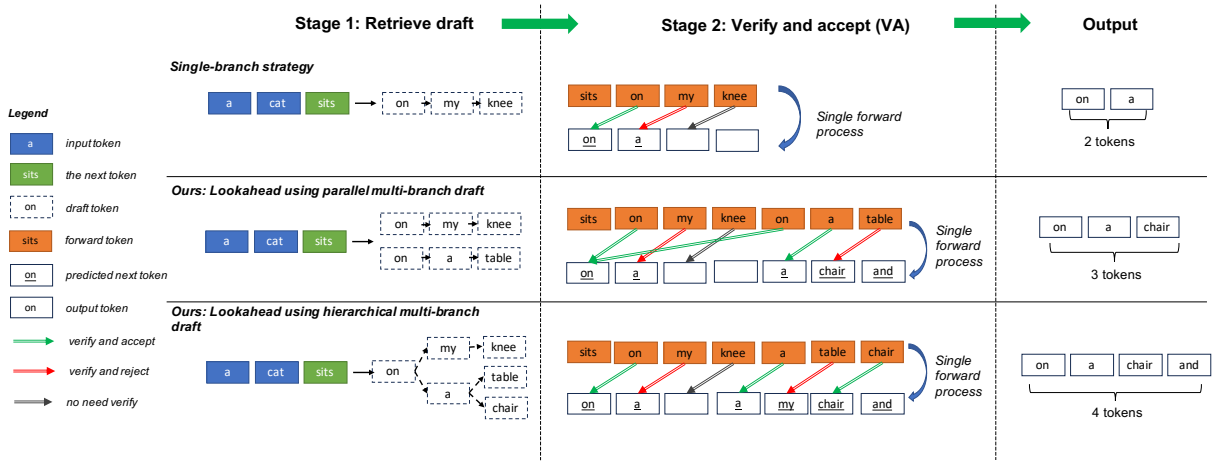 Stage 1: Retrieve draft
Stage 2: Verify and accept (VA)
Output
Legend
a input token
sits the next token
on draft token
sits forward token
on predicted next token
on output token
verify and accept
verify and reject
no need verify
Single-branch strategy
a cat sits on my knee
sits on my knee
on a
Single forward
process
on a
2 tokens
Ours: Lookahead using parallel multi-branch draft
a cat sits
on my knee
on a table
sits on my knee on a table
on a a chair and
Single
forward
process
on a chair
3 tokens
Ours: Lookahead using hierarchical multi-branch
draft
a cat sits on
my knee
a table
chair
sits on my knee a table chair
on a a my chair and
Single
forward
process
on a chair and
4 tokens